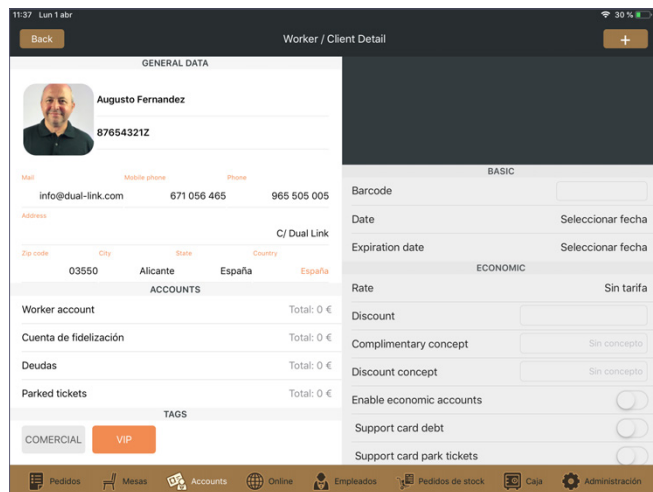 11:37 Lun 1 abr 30 %
Back Worker / Client Detail +
GENERAL DATA
Augusto Fernandez
87654321Z
Mail Mobile phone Phone
info@dual-link.com 671 056 465 965 505 005
Address
C/ Dual Link
Zip code City State Country
03550 Alicante España España
ACCOUNTS
Worker account Total: 0 €
Cuenta de fidelización Total: 0 €
Deudas Total: 0 €
Parked tickets Total: 0 €
TAGS
COMERCIAL VIP
BASIC
Barcode
Date Seleccionar fecha
Expiration date Seleccionar fecha
ECONOMIC
Rate Sin tarifa
Discount
Complimentary concept Sin concepto
Discount concept Sin concepto
Enable economic accounts
Support card debt
Support card park tickets
Pedidos Mesas Accounts Online Empleados Pedidos de stock Caja Administración